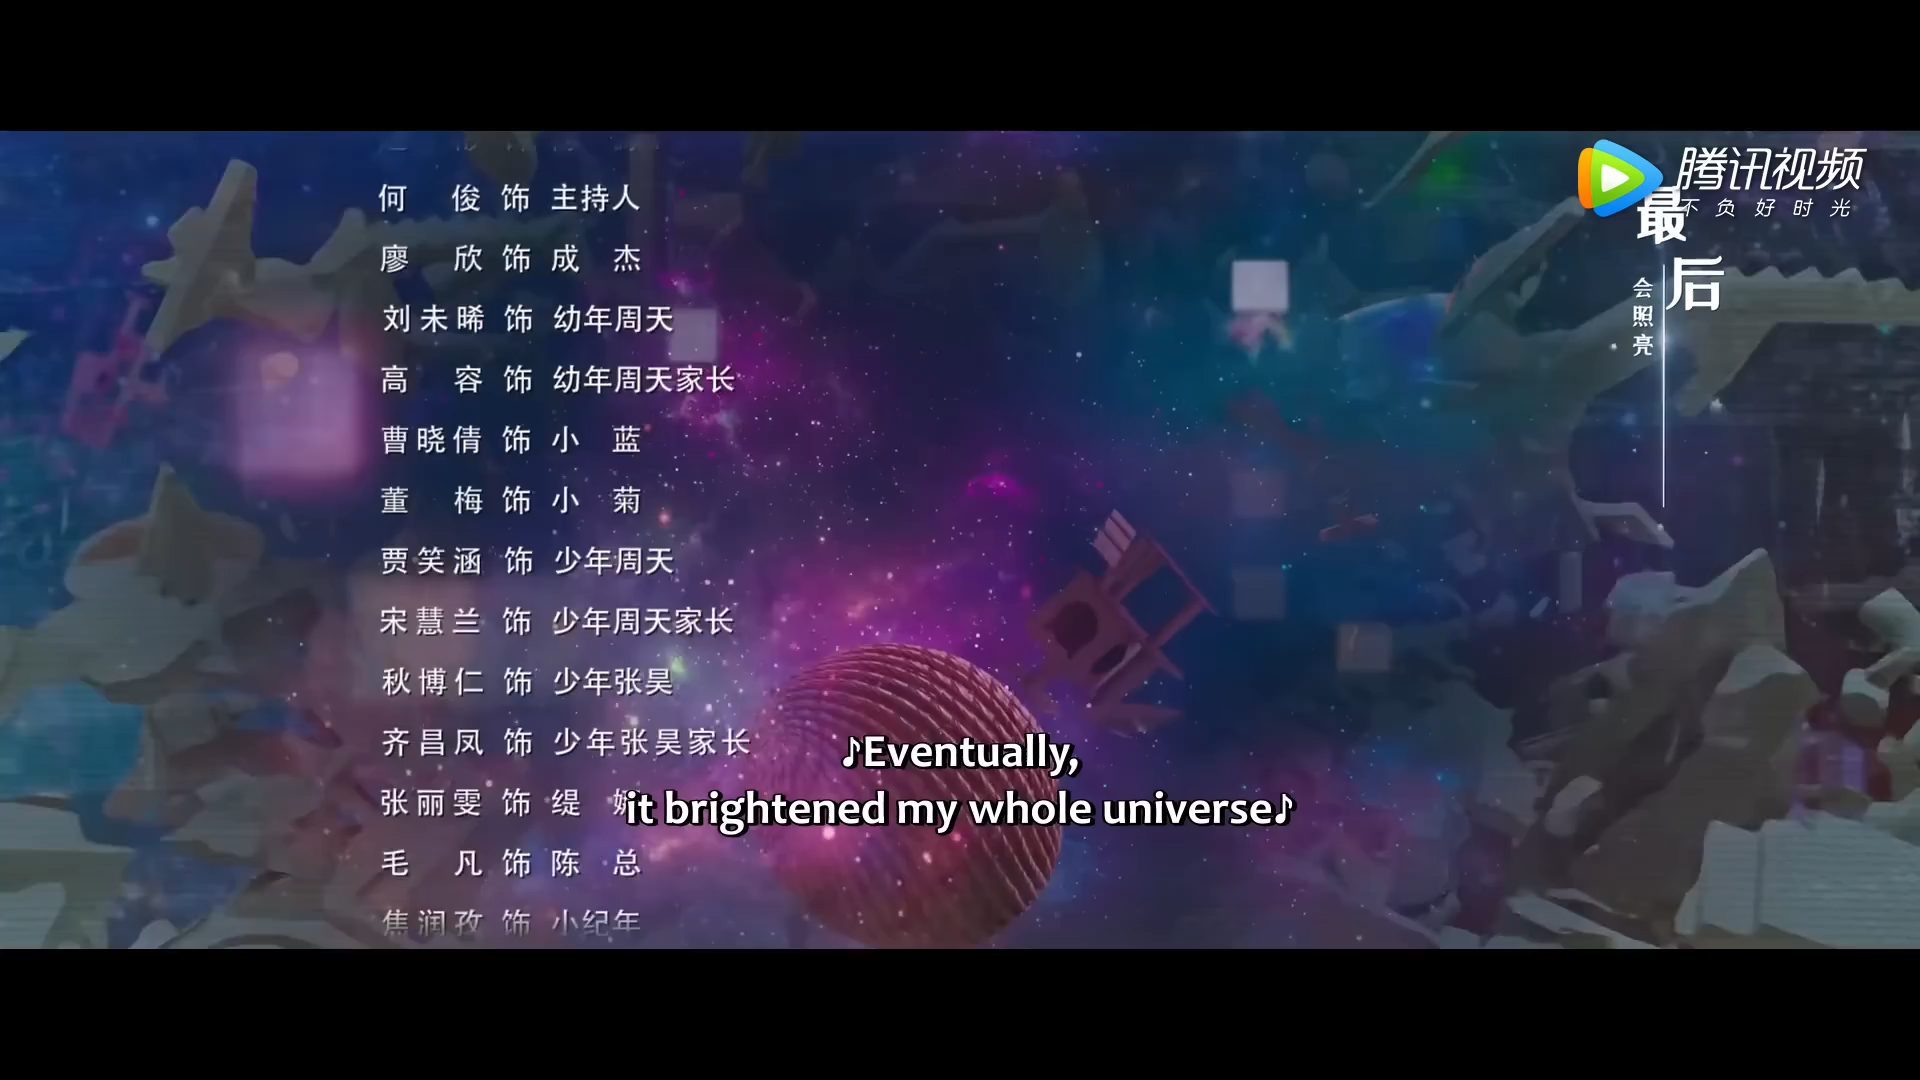 何俊 饰 主持人
廖欣 饰 成杰
刘未晞 饰 幼年周天
高容 饰 幼年周天家长
曹晓倩 饰 小蓝
董梅 饰 小菊
贾笑涵 饰 少年周天
宋慧兰 饰 少年周天家长
秋博仁 饰 少年张昊
齐昌凤 饰 少年张昊家长
张丽雯 饰 缇
毛凡 饰 陈总
焦润孜 饰 小纪年
腾讯视频
不负好时光
最后
会照亮
♪Eventually,
it brightened my whole universe♪